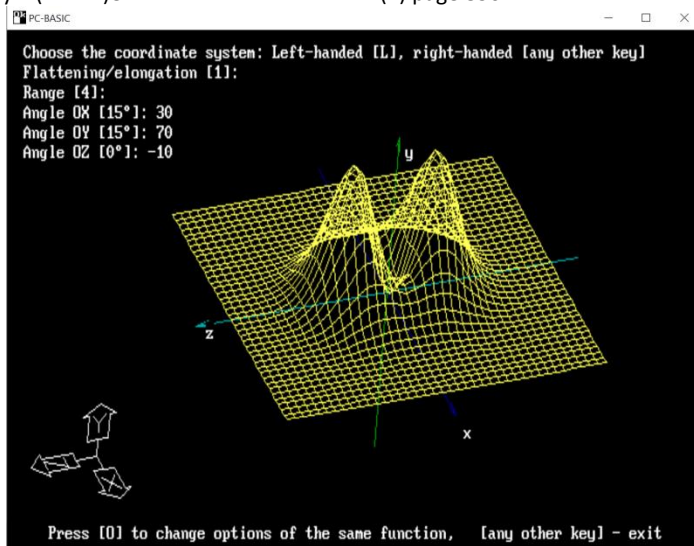 PC-BASIC
Choose the coordinate system: Left-handed [L], right-handed [any other key]
Flattening/elongation [1]:
Range [4]:
Angle OX [15°]: 30
Angle OY [15°]: 70
Angle OZ [0°]: -10
y
z
x
Y
X
Press [O] to change options of the same function, [any other key] - exit